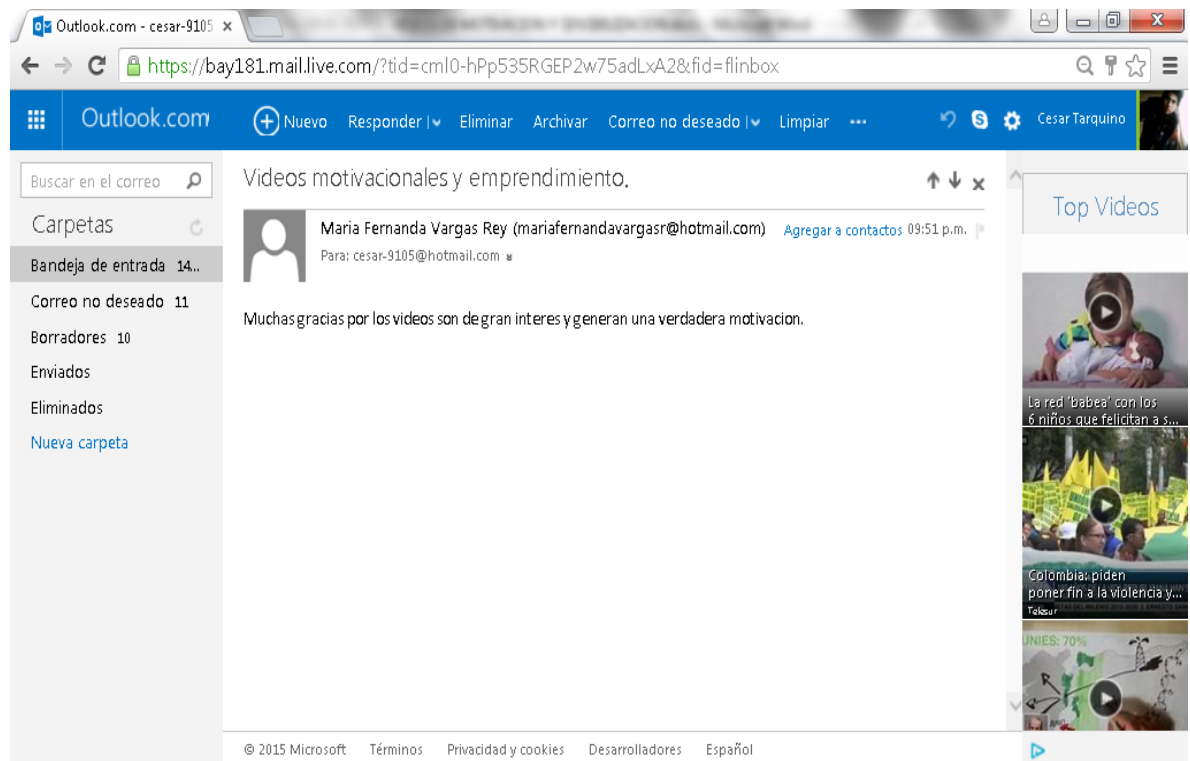 Outlook.com - cesar-9105
https://bay181.mail.live.com/?tid=cmI0-hPp535RGEP2w75adLxA2&fid=flinbox
Outlook.com
Nuevo Responder Eliminar Archivar Correo no deseado Limpiar ...
Cesar Tarquino
Buscar en el correo
Carpetas
Bandeja de entrada 14...
Correo no deseado 11
Borradores 10
Enviados
Eliminados
Nueva carpeta
Videos motivacionales y emprendimiento.
Maria Fernanda Vargas Rey (mariafernandavargasr@hotmail.com) Agregar a contactos 09:51 p.m.
Para: cesar-9105@hotmail.com
Muchas gracias por los videos son de gran interes y generan una verdadera motivacion.
Top Videos
La red 'babea' con los
6 niños que felicitan a s...
Colombia: piden
poner fin a la violencia y...
Telesur
UNIES: 70%
© 2015 Microsoft Términos Privacidad y cookies Desarrolladores Español